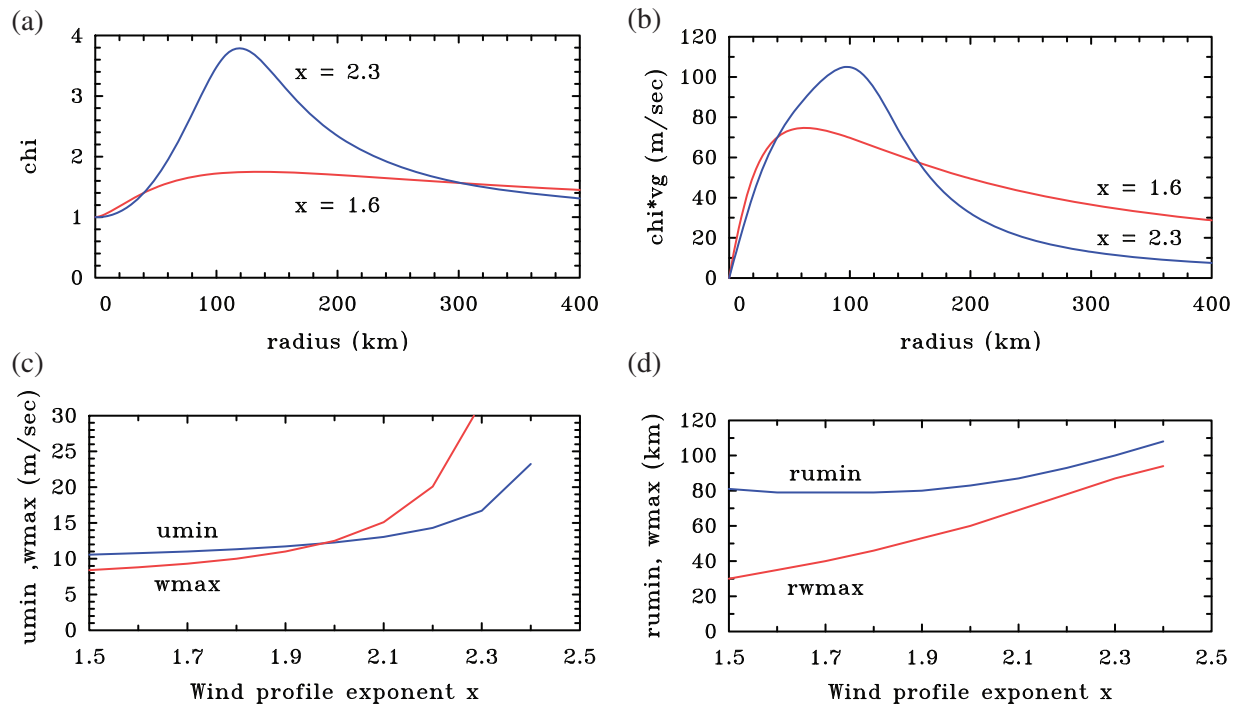 (a)
4
3
2
1
0
chi
x = 2.3
x = 1.6
0 100 200 300 400
radius (km)
(b)
120
100
80
60
40
20
0
chi*vg (m/sec)
x = 1.6
x = 2.3
0 100 200 300 400
radius (km)
(c)
30
25
20
15
10
5
0
umin ,wmax (m/sec)
umin
wmax
1.5 1.7 1.9 2.1 2.3 2.5
Wind profile exponent x
(d)
120
100
80
60
40
20
0
rumin, wmax (km)
rumin
rwmax
1.5 1.7 1.9 2.1 2.3 2.5
Wind profile exponent x